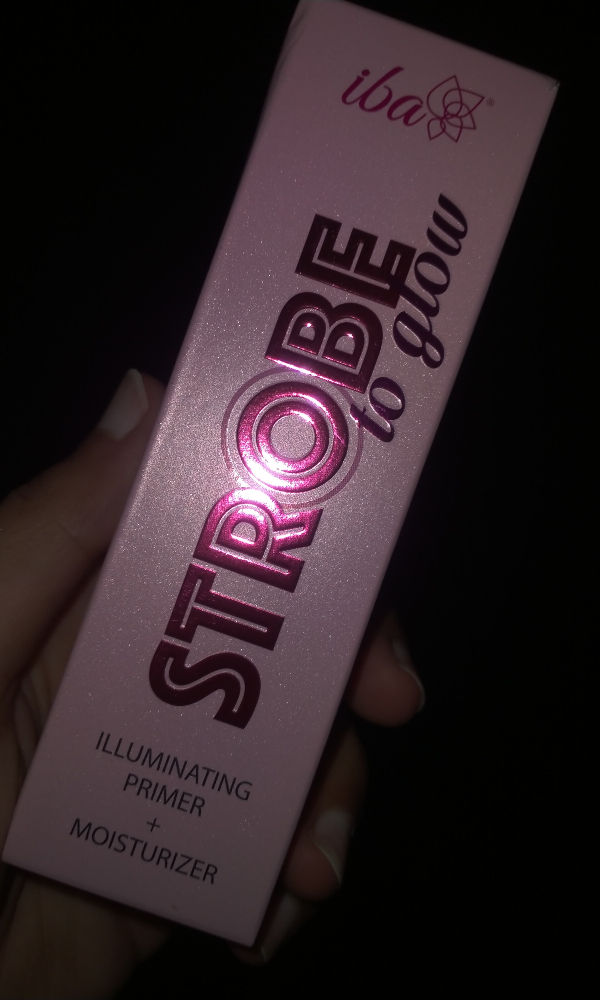 iba®
STROBE
to glow
ILLUMINATING
PRIMER
+
MOISTURIZER